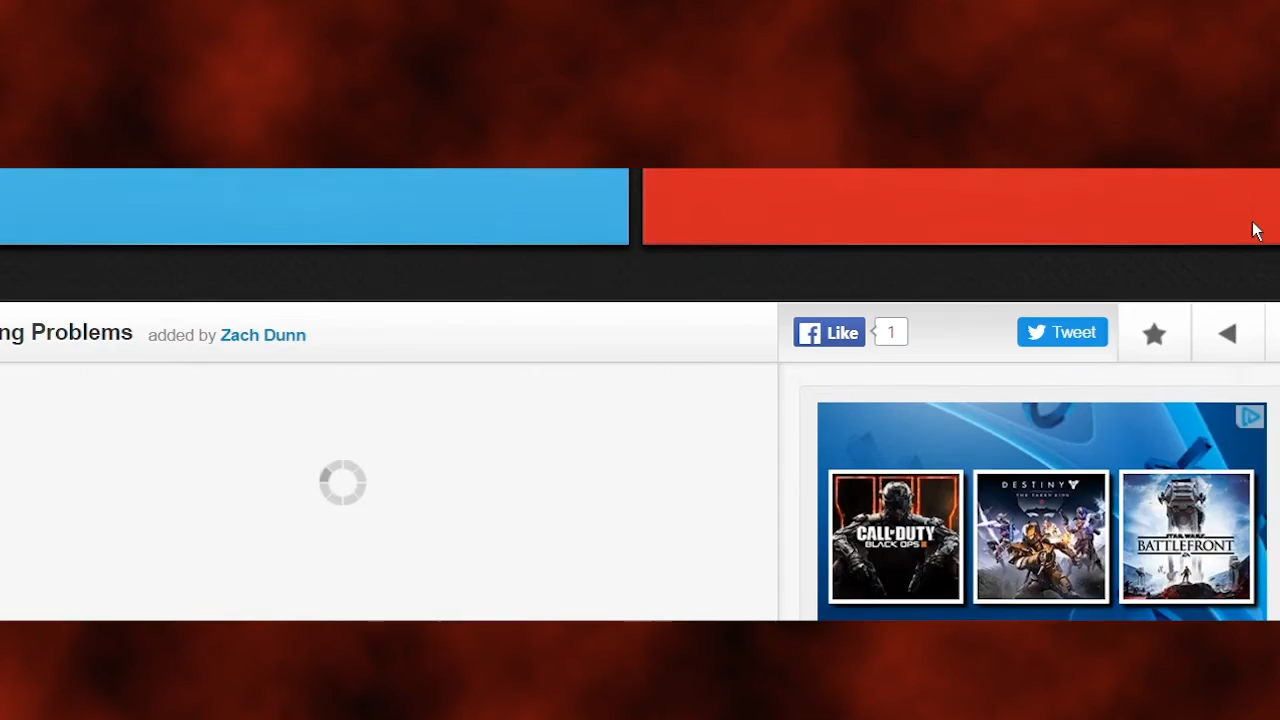 ng Problems added by Zach Dunn
Like 1
Tweet
DESTINY
THE TAKEN KING
CALL OF DUTY
BLACK OPS III
STAR WARS
BATTLEFRONT